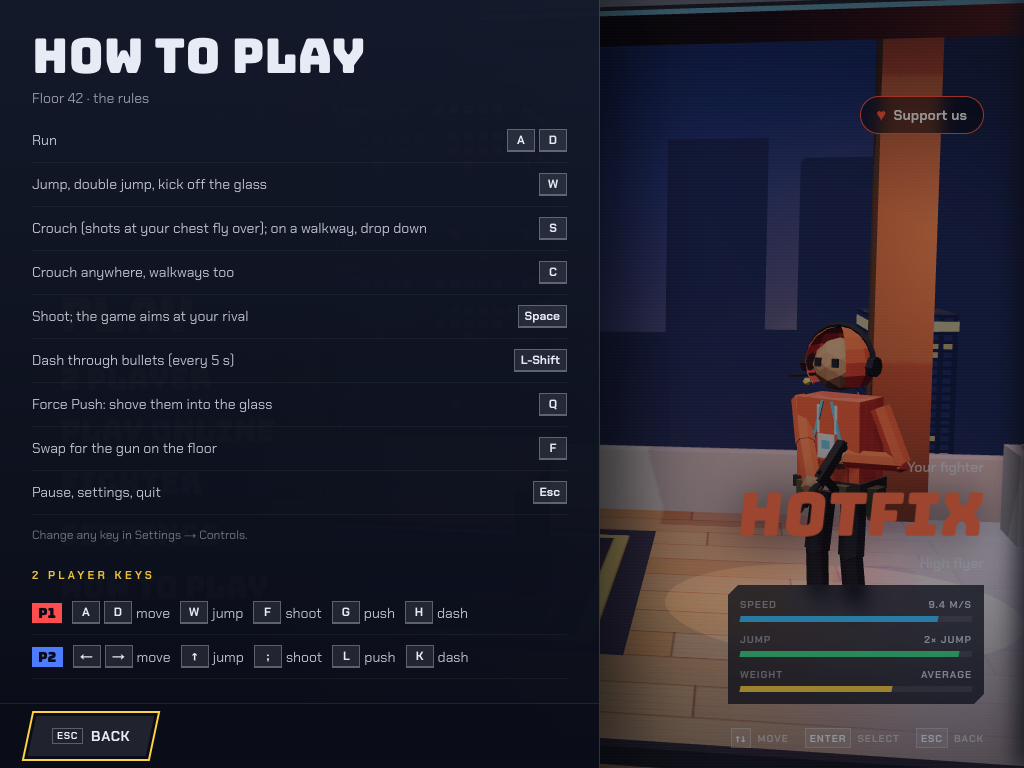 HOW TO PLAY
Floor 42 · the rules
Run A D
Jump, double jump, kick off the glass W
Crouch (shots at your chest fly over); on a walkway, drop down S
Crouch anywhere, walkways too C
Shoot; the game aims at your rival Space
Dash through bullets (every 5 s) L-Shift
Force Push: shove them into the glass Q
Swap for the gun on the floor F
Pause, settings, quit Esc
Change any key in Settings → Controls.
2 PLAYER KEYS
P1 A D move W jump F shoot G push H dash
P2 ← → move ↑ jump ; shoot L push K dash
ESC BACK
♥ Support us
Your fighter
HOTFIX
High flyer
SPEED 9.4 M/S
JUMP 2× JUMP
WEIGHT AVERAGE
↑↓ MOVE ENTER SELECT ESC BACK